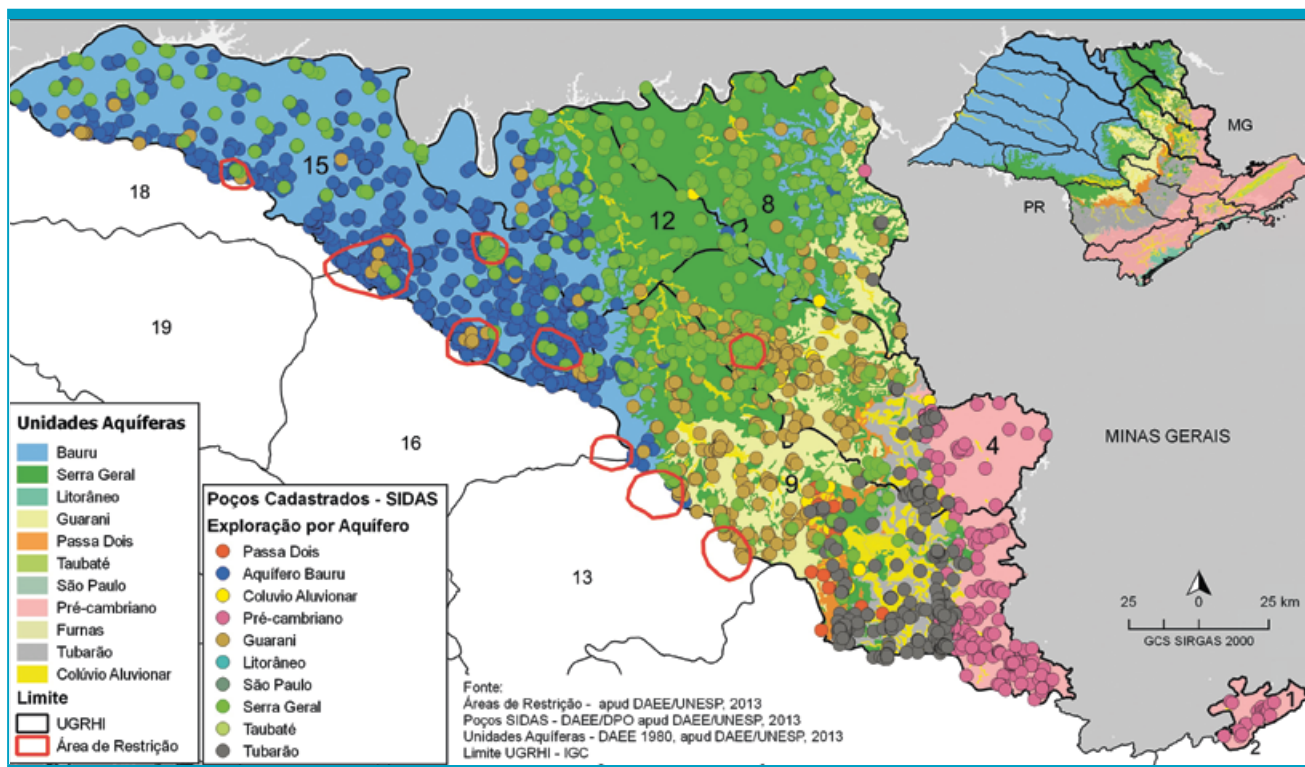 MG
PR
15
18
12
8
19
16
4
MINAS GERAIS
9
13
1
2
Unidades Aquíferas
Bauru
Serra Geral
Litorâneo
Guarani
Passa Dois
Taubaté
São Paulo
Pré-cambriano
Furnas
Tubarão
Colúvio Aluvionar
Limite
UGRHI
Área de Restrição
Poços Cadastrados - SIDAS
Exploração por Aquífero
Passa Dois
Aquífero Bauru
Coluvio Aluvionar
Pré-cambriano
Guarani
Litorâneo
São Paulo
Serra Geral
Taubaté
Tubarão
Fonte:
Áreas de Restrição - apud DAEE/UNESP, 2013
Poços SIDAS - DAEE/DPO apud DAEE/UNESP, 2013
Unidades Aquíferas - DAEE 1980, apud DAEE/UNESP, 2013
Limite UGRHI - IGC
25 0 25 km
GCS SIRGAS 2000